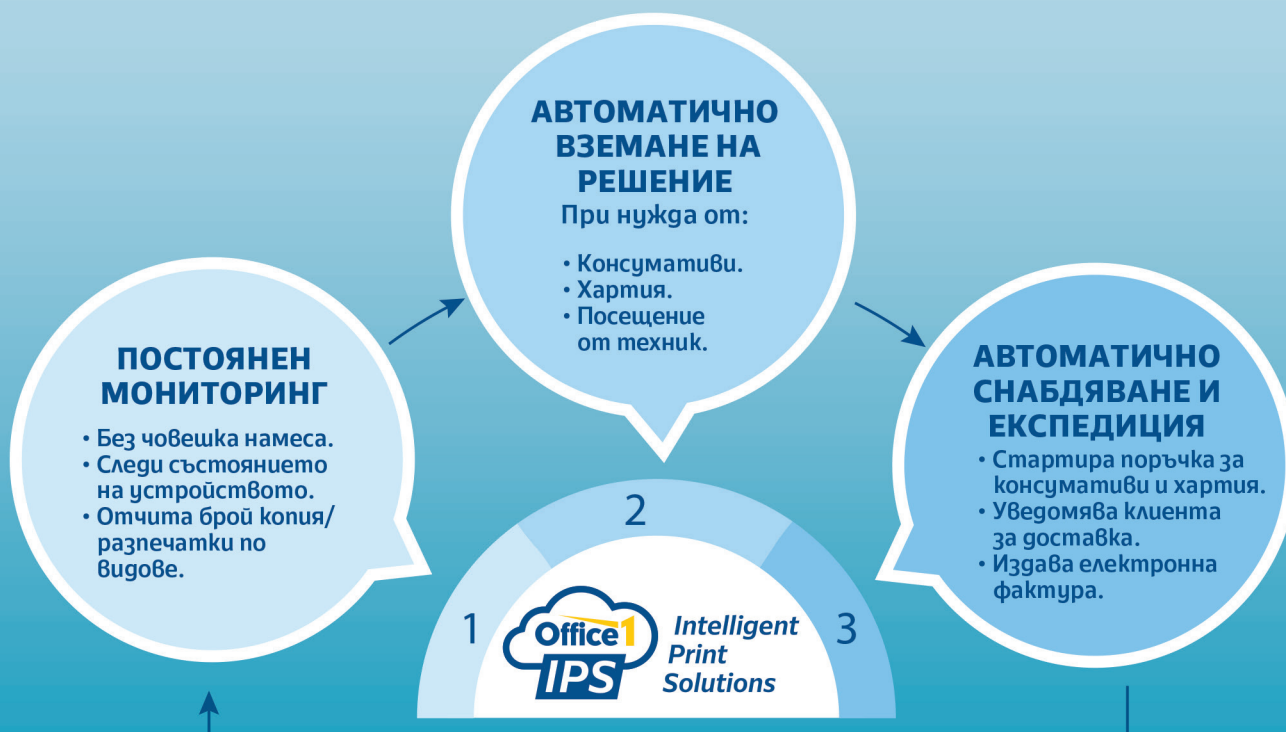 ПОСТОЯНЕН
МОНИТОРИНГ
• Без човешка намеса.
• Следи състоянието
на устройството.
• Отчита брой копия/
разпечатки по
видове.
АВТОМАТИЧНО
ВЗЕМАНЕ НА
РЕШЕНИЕ
При нужда от:
• Консумативи.
• Хартия.
• Посещение
от техник.
АВТОМАТИЧНО
СНАБДЯВАНЕ И
ЕКСПЕДИЦИЯ
• Стартира поръчка за
консумативи и хартия.
• Уведомява клиента
за доставка.
• Издава електронна
фактура.
1
2
3
Office1
IPS
Intelligent
Print
Solutions